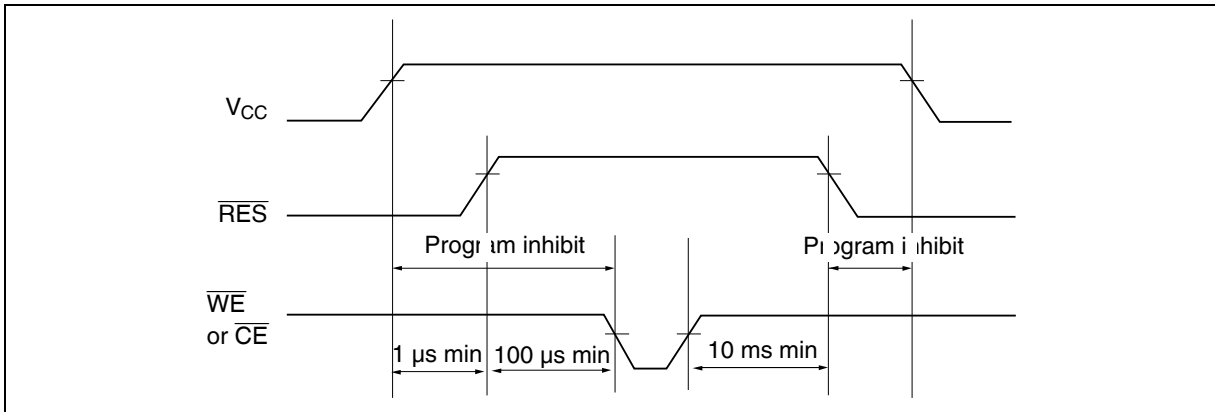 VCC
RES
Program inhibit
Program inhibit
WE
or CE
1 µs min
100 µs min
10 ms min